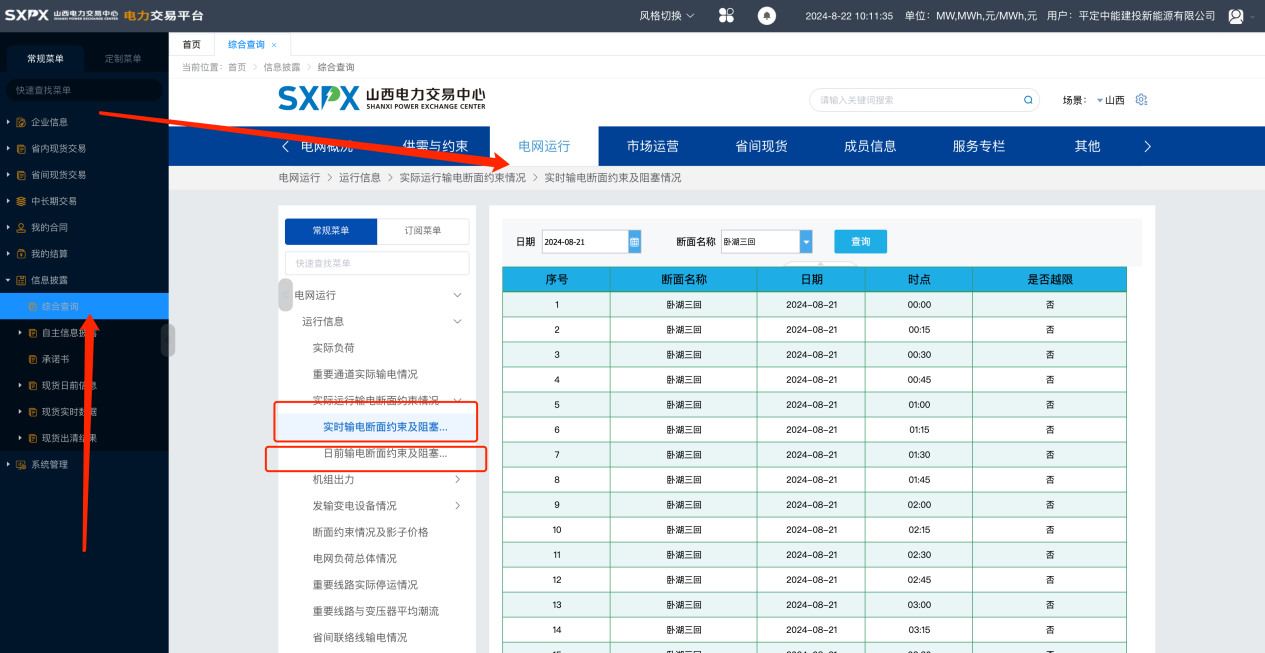 SXPX 山西电力交易中心 SHANXI POWER EXCHANGE CENTER 电力交易平台
风格切换 2024-8-22 10:11:35 单位：MW,MWh,元/MWh,元 用户：平定中能建投新能源有限公司
常规菜单 定制菜单
快速查找菜单
企业信息
省内现货交易
省间现货交易
中长期交易
我的合同
我的结算
信息披露
综合查询
自主信息披
承诺书
现货日前信息
现货实时数据
现货出清结果
系统管理
首页 综合查询 ×
当前位置： 首页 > 信息披露 > 综合查询
SXPX 山西电力交易中心
SHANXI POWER EXCHANGE CENTER
请输入关键词搜索 场景： 山西
电网概况 供需与约束 电网运行 市场运营 省间现货 成员信息 服务专栏 其他
电网运行 > 运行信息 > 实际运行输电断面约束情况 > 实时输电断面约束及阻塞情况
常规菜单 订阅菜单
快速查找菜单
电网运行
运行信息
实际负荷
重要通道实际输电情况
实际运行输电断面约束情况
实时输电断面约束及阻塞...
日前输电断面约束及阻塞...
机组出力
发输变电设备情况
断面约束情况及影子价格
电网负荷总体情况
重要线路实际停运情况
重要线路与变压器平均潮流
省间联络线输电情况
日期 2024-08-21 断面名称 卧湖三回 查询
序号 断面名称 日期 时点 是否越限
1 卧湖三回 2024-08-21 00:00 否
2 卧湖三回 2024-08-21 00:15 否
3 卧湖三回 2024-08-21 00:30 否
4 卧湖三回 2024-08-21 00:45 否
5 卧湖三回 2024-08-21 01:00 否
6 卧湖三回 2024-08-21 01:15 否
7 卧湖三回 2024-08-21 01:30 否
8 卧湖三回 2024-08-21 01:45 否
9 卧湖三回 2024-08-21 02:00 否
10 卧湖三回 2024-08-21 02:15 否
11 卧湖三回 2024-08-21 02:30 否
12 卧湖三回 2024-08-21 02:45 否
13 卧湖三回 2024-08-21 03:00 否
14 卧湖三回 2024-08-21 03:15 否